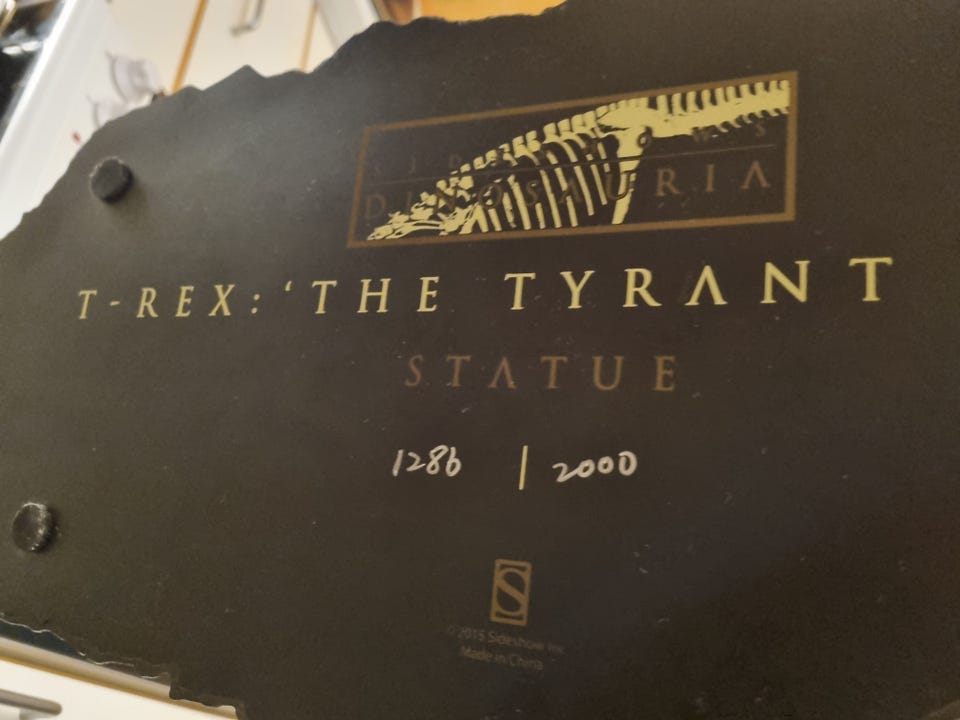 SIDESHOW'S
DINOSAURIA
T-REX: 'THE TYRANT
STATUE
1286 | 2000
S
© 2015 Sideshow Inc.
Made in China